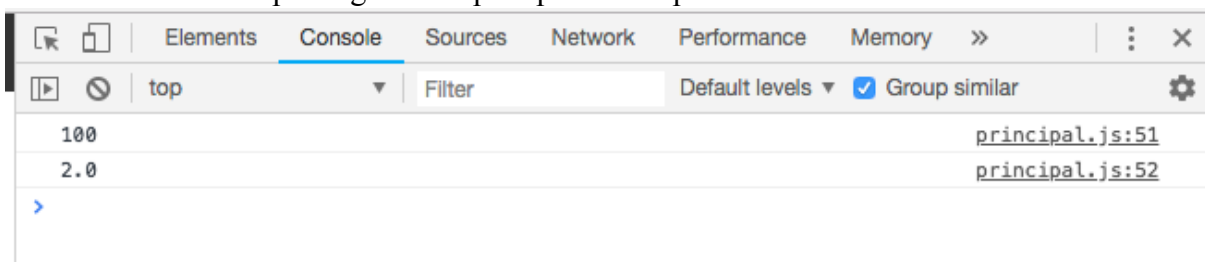 Elements Console Sources Network Performance Memory »
top Filter Default levels Group similar
100 principal.js:51
2.0 principal.js:52
>